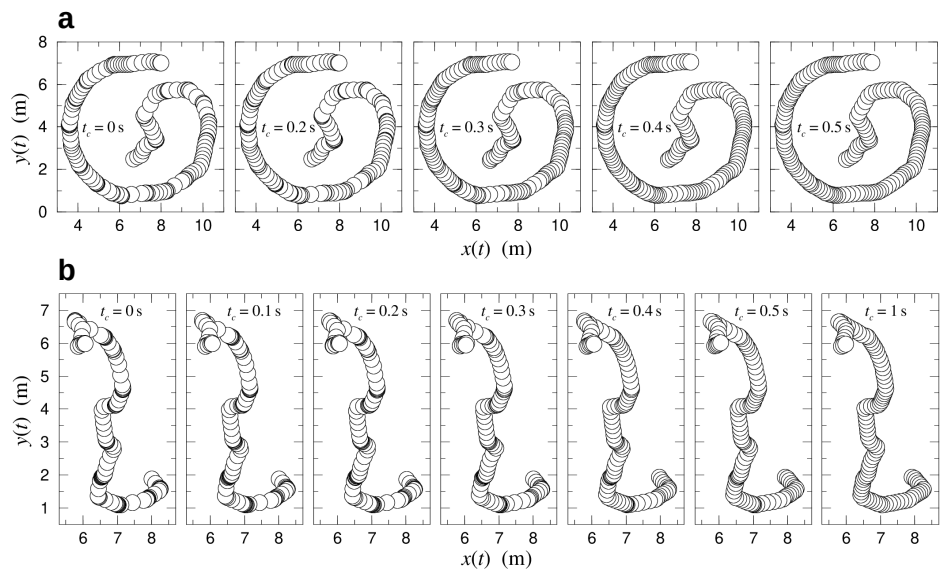 a
8
6
4
2
0
y(t) (m)
t_c = 0 s
t_c = 0.2 s
t_c = 0.3 s
t_c = 0.4 s
t_c = 0.5 s
4 6 8 10 4 6 8 10 4 6 8 10 4 6 8 10 4 6 8 10
x(t) (m)
b
7
6
5
4
3
2
1
y(t) (m)
t_c = 0 s
t_c = 0.1 s
t_c = 0.2 s
t_c = 0.3 s
t_c = 0.4 s
t_c = 0.5 s
t_c = 1 s
6 7 8 6 7 8 6 7 8 6 7 8 6 7 8 6 7 8 6 7 8
x(t) (m)